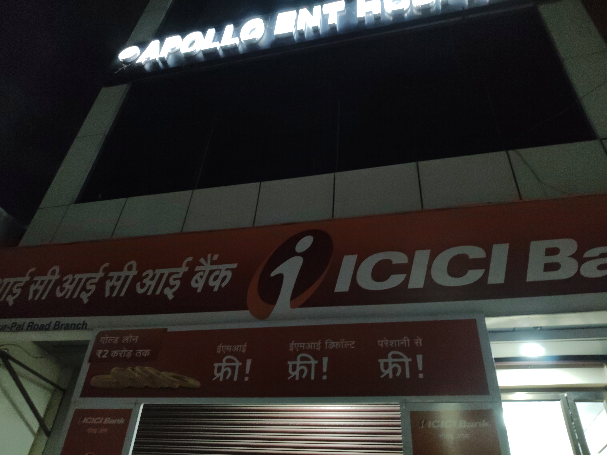 APOLLO ENT
आई सी आई सी आई बैंक ICICI Ba
-Pal Road Branch
गोल्ड लोन
₹2 करोड़ तक
ईएमआई
फ्री!
ईएमआई डिफ़ॉल्ट
फ्री!
परेशानी से
फ्री!
ICICI Bank
ICICI Bank